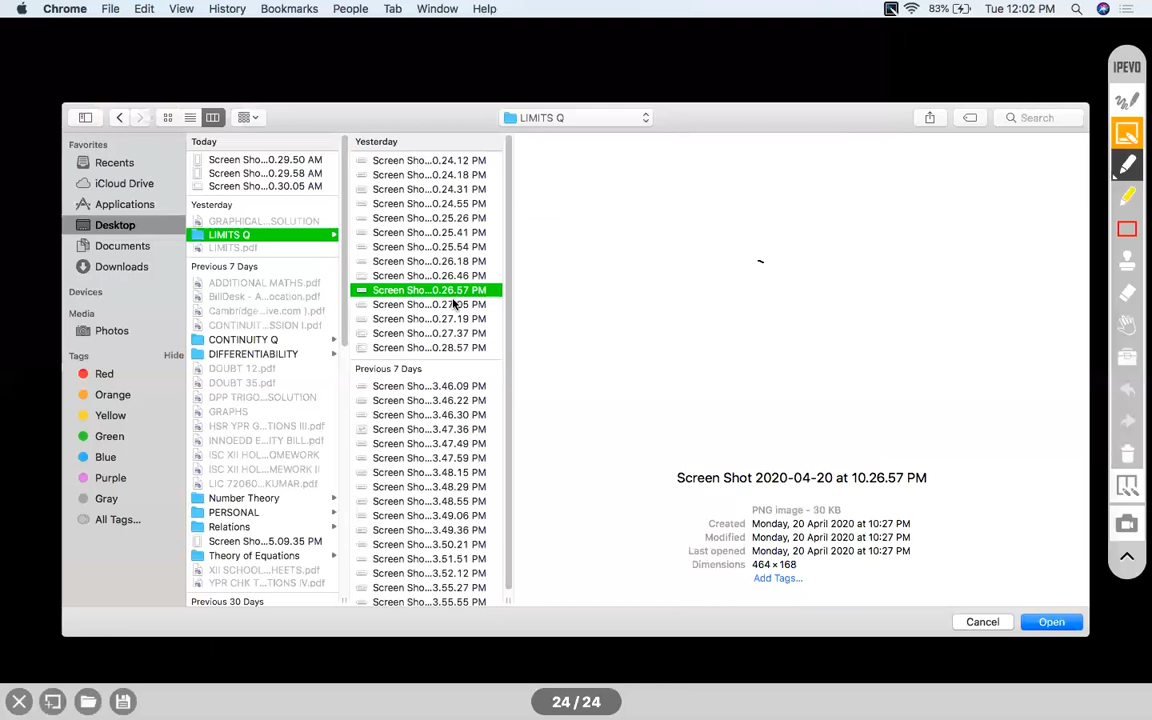 Chrome File Edit View History Bookmarks People Tab Window Help 83% Tue 12:02 PM
IPEVO
LIMITS Q
Search
Favorites
Recents
iCloud Drive
Applications
Desktop
Documents
Downloads
Devices
Media
Photos
Tags Hide
Red
Orange
Yellow
Green
Blue
Purple
Gray
All Tags...
Today
Screen Sho...0.29.50 AM
Screen Sho...0.29.58 AM
Screen Sho...0.30.05 AM
Yesterday
GRAPHICAL...SOLUTION
LIMITS Q
LIMITS.pdf
Previous 7 Days
ADDITIONAL MATHS.pdf
BillDesk - A...ocation.pdf
Cambridge...ive.com ).pdf
CONTINUIT...SSION I.pdf
CONTINUITY Q
DIFFERENTIABILITY
DOUBT 12.pdf
DOUBT 35.pdf
DPP TRIGO...SOLUTION
GRAPHS
HSR YPR G...TIONS III.pdf
INNOEDD IN...ITY BILL.pdf
ISC XII HOL...OMEWORK
ISC XII HOL...MEWORK II
LIC 72060...KUMAR.pdf
Number Theory
PERSONAL
Relations
Screen Sho...5.09.35 PM
Theory of Equations
XII SCHOOL...HEETS.pdf
YPR CHK T...TIONS IV.pdf
Previous 30 Days
Yesterday
Screen Sho...0.24.12 PM
Screen Sho...0.24.18 PM
Screen Sho...0.24.31 PM
Screen Sho...0.24.55 PM
Screen Sho...0.25.26 PM
Screen Sho...0.25.41 PM
Screen Sho...0.25.54 PM
Screen Sho...0.26.18 PM
Screen Sho...0.26.46 PM
Screen Sho...0.26.57 PM
Screen Sho...0.27.05 PM
Screen Sho...0.27.19 PM
Screen Sho...0.27.37 PM
Screen Sho...0.28.57 PM
Previous 7 Days
Screen Sho...3.46.09 PM
Screen Sho...3.46.22 PM
Screen Sho...3.46.30 PM
Screen Sho...3.47.36 PM
Screen Sho...3.47.49 PM
Screen Sho...3.47.59 PM
Screen Sho...3.48.15 PM
Screen Sho...3.48.29 PM
Screen Sho...3.48.55 PM
Screen Sho...3.49.06 PM
Screen Sho...3.49.36 PM
Screen Sho...3.50.21 PM
Screen Sho...3.51.51 PM
Screen Sho...3.52.12 PM
Screen Sho...3.55.27 PM
Screen Sho...3.55.55 PM
Screen Shot 2020-04-20 at 10.26.57 PM
PNG image - 30 KB
Created Monday, 20 April 2020 at 10:27 PM
Modified Monday, 20 April 2020 at 10:27 PM
Last opened Monday, 20 April 2020 at 10:27 PM
Dimensions 464 × 168
Add Tags...
Cancel Open
24 / 24